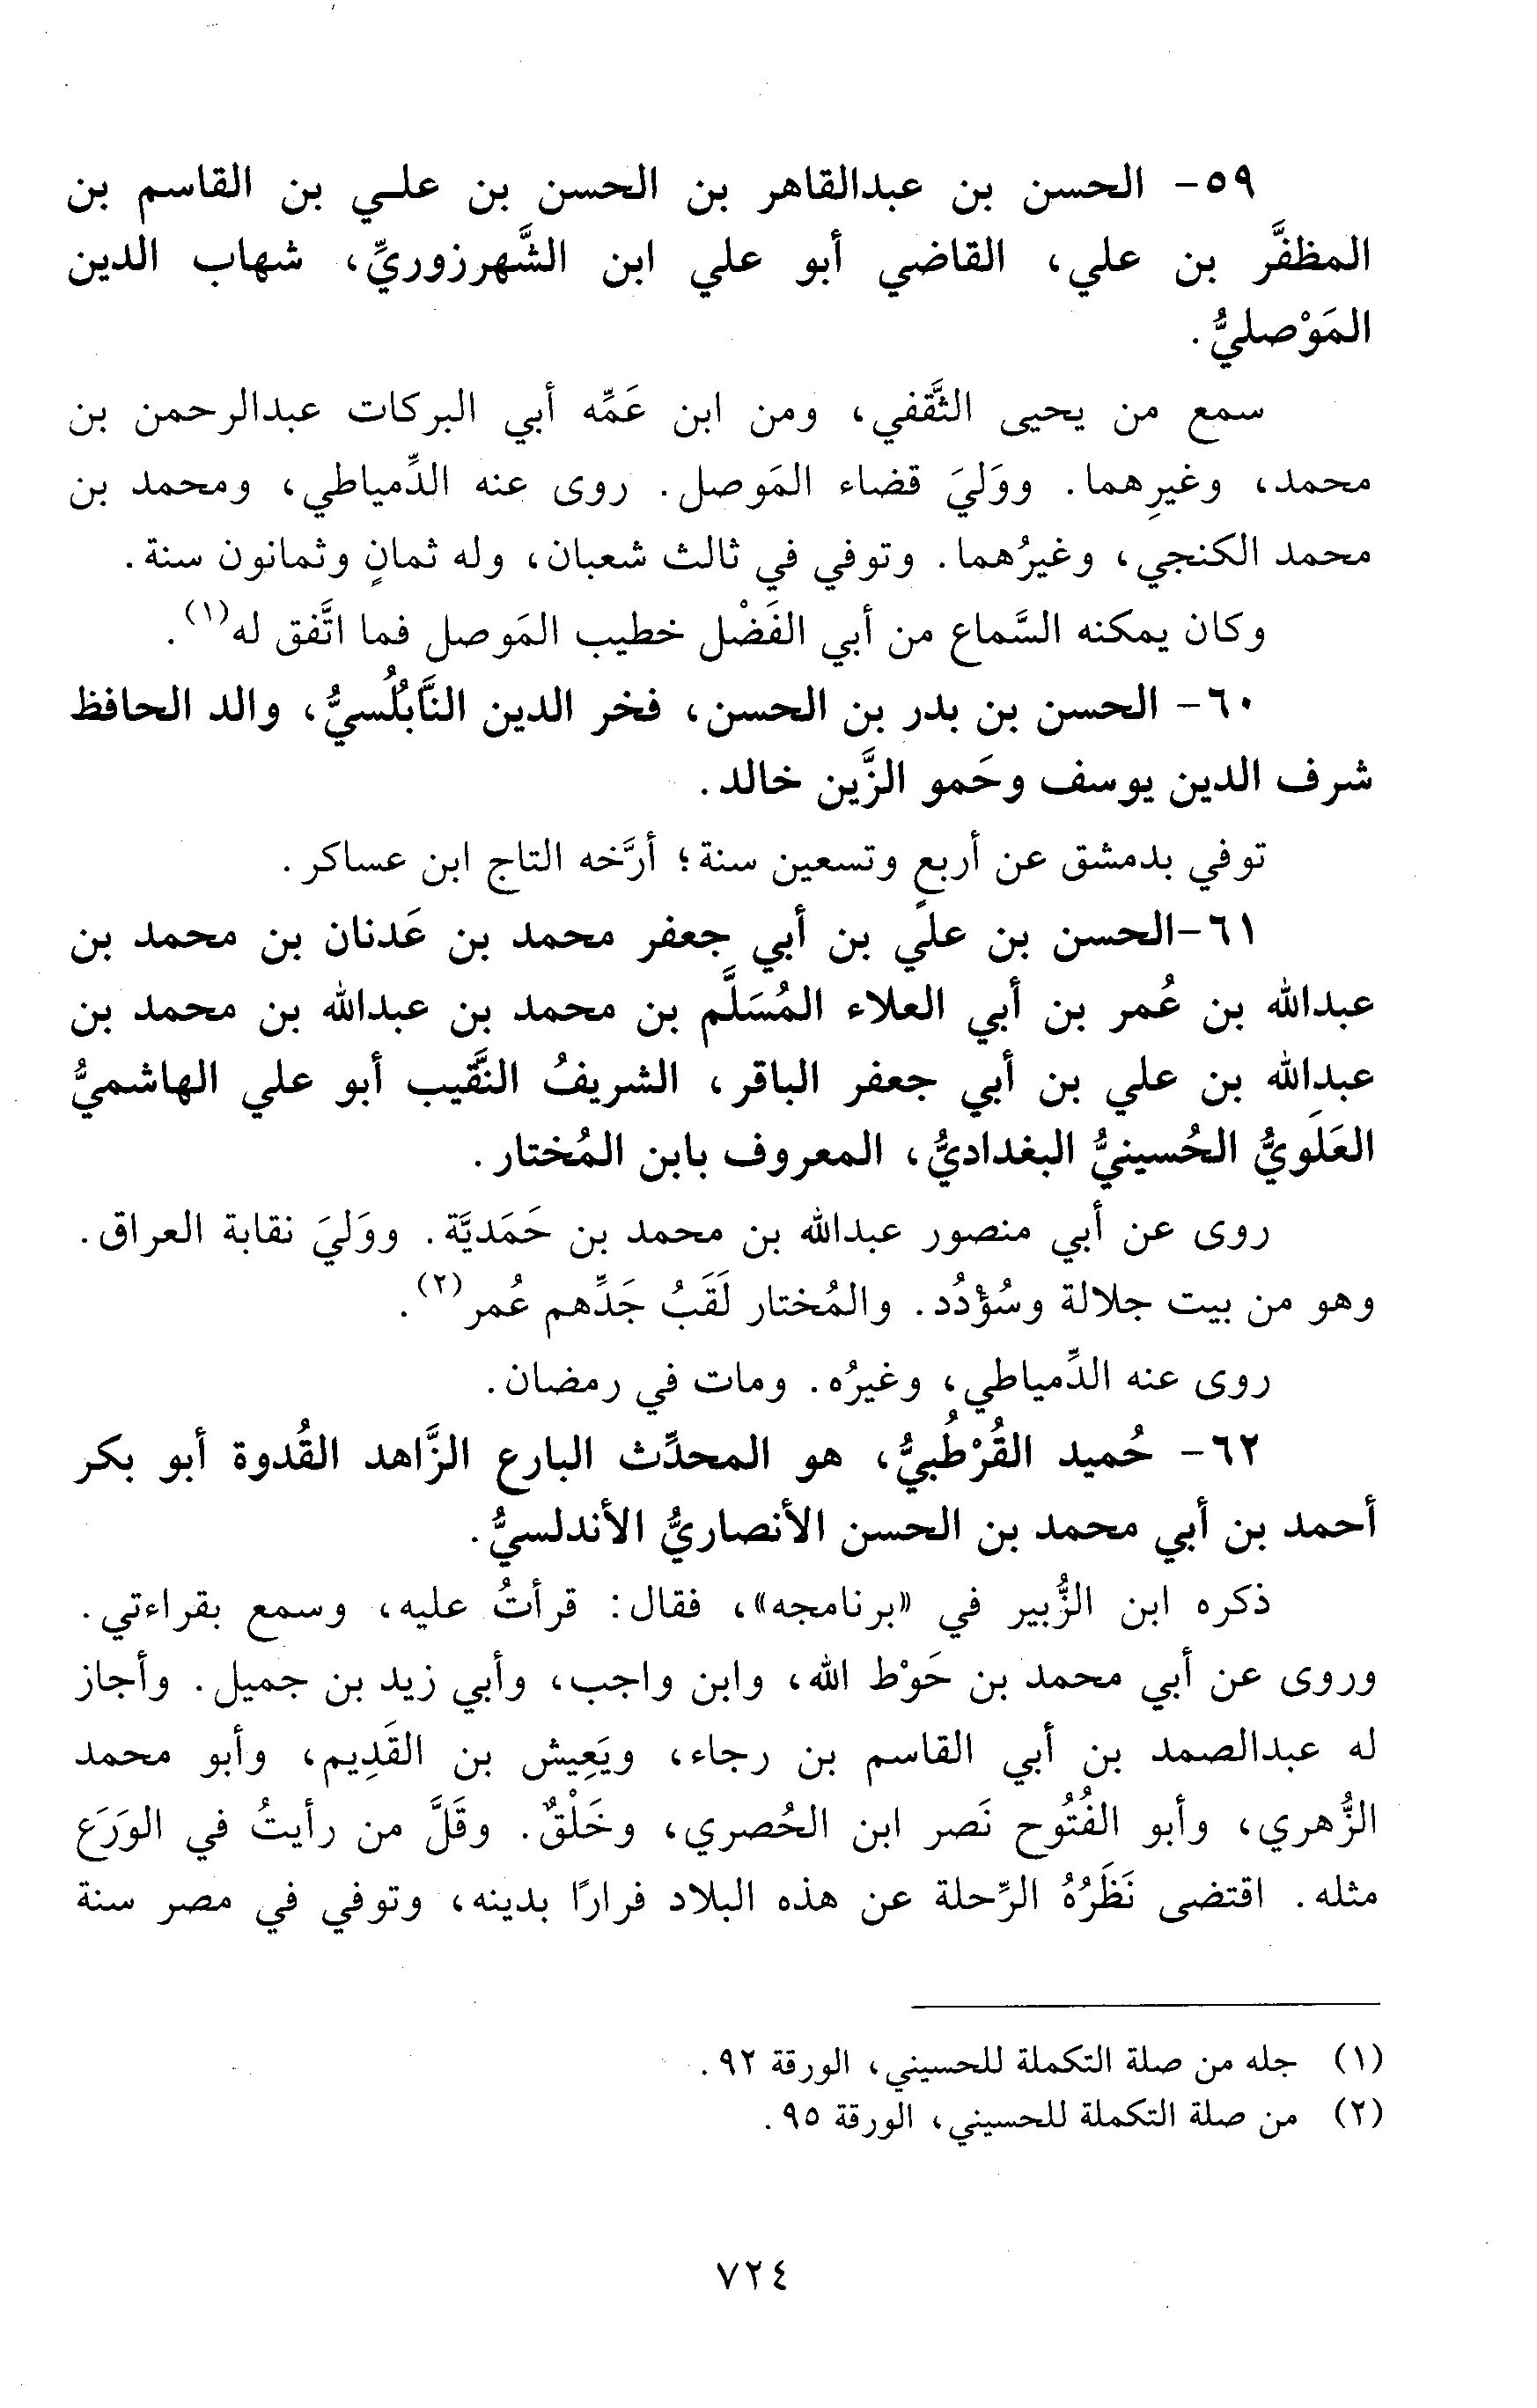 ٥٩- الحسن بن عبدالقاهر بن الحسن بن علي بن القاسم بن
المظفَّر بن علي، القاضي أبو علي ابن الشَّهرزوريِّ، شهاب الدين
المَوْصليُّ.
سمع من يحيى الثَّقفي، ومن ابن عَمِّه أبي البركات عبدالرحمن بن
محمد، وغيرِهما. ووَليَ قضاء المَوصل. روى عنه الدِّمياطي، ومحمد بن
محمد الكنجي، وغيرُهما. وتوفي في ثالث شعبان، وله ثمانٍ وثمانون سنة.
وكان يمكنه السَّماع من أبي الفَضْل خطيب المَوصل فما اتَّفق له(١).
٦٠- الحسن بن بدر بن الحسن، فخر الدين النَّابُلُسيُّ، والد الحافظ
شرف الدين يوسف وحَمو الزَّين خالد.
توفي بدمشق عن أربعٍ وتسعين سنة؛ أرَّخه التاج ابن عساكر.
٦١-الحسن بن علي بن أبي جعفر محمد بن عَدنان بن محمد بن
عبدالله بن عُمر بن أبي العلاء المُسَلَّم بن محمد بن عبدالله بن محمد بن
عبدالله بن علي بن أبي جعفر الباقر، الشريفُ النَّقيب أبو علي الهاشميُّ
العَلَويُّ الحُسينيُّ البغداديُّ، المعروف بابن المُختار.
روى عن أبي منصور عبدالله بن محمد بن حَمَديَّة. ووَليَ نقابة العراق.
وهو من بيت جلالة وسُؤدُد. والمُختار لَقَبُ جَدِّهم عُمر(٢).
روى عنه الدِّمياطي، وغيرُه. ومات في رمضان.
٦٢- حُميد القُرْطُبيُّ، هو المحدِّث البارع الزَّاهد القُدوة أبو بكر
أحمد بن أبي محمد بن الحسن الأنصاريُّ الأندلسيُّ.
ذكره ابن الزُّبير في «برنامجه»، فقال: قرأتُ عليه، وسمع بقراءتي.
وروى عن أبي محمد بن حَوْط الله، وابن واجب، وأبي زيد بن جميل. وأجاز
له عبدالصمد بن أبي القاسم بن رجاء، ويَعِيش بن القَدِيم، وأبو محمد
الزُّهري، وأبو الفُتُوح نَصر ابن الحُصري، وخَلْقٌ. وقَلَّ من رأيتُ في الوَرَع
مثله. اقتضى نَظَرُهُ الرِّحلة عن هذه البلاد فرارًا بدينه، وتوفي في مصر سنة
(١) جله من صلة التكملة للحسيني، الورقة ٩٢.
(٢) من صلة التكملة للحسيني، الورقة ٩٥.
٧٢٤